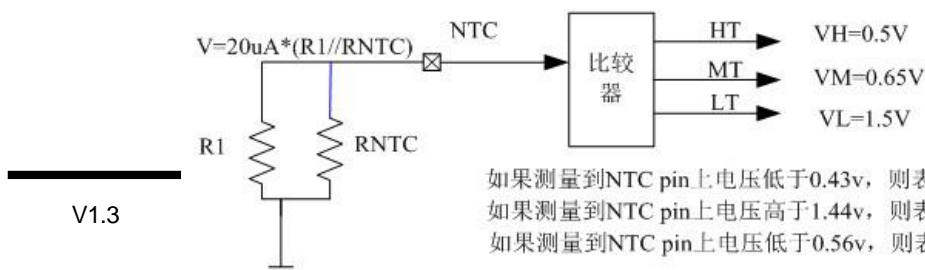 V=20uA*(R1//RNTC)
NTC
HT
VH=0.5V
比较
器
MT
VM=0.65V
LT
VL=1.5V
R1
RNTC
如果测量到NTC pin上电压低于0.43v，则表
V1.3
如果测量到NTC pin上电压高于1.44v，则表
如果测量到NTC pin上电压低于0.56v，则表